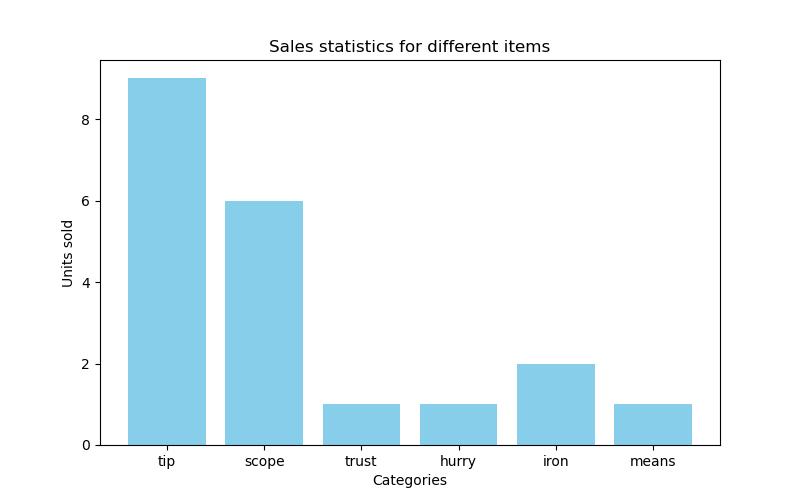 Sales statistics for different items
Units sold
8
6
4
2
0
tip scope trust hurry iron means
Categories